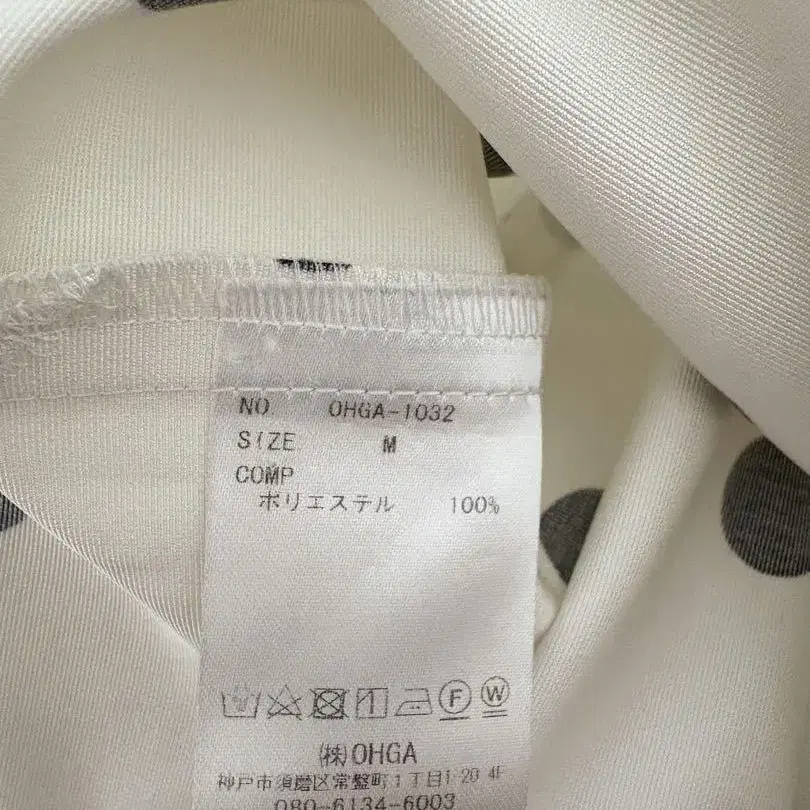 NO OHGA-1032
SIZE M
COMP
ポリエステル 100%
F W
(株)OHGA
神戸市須磨区常盤町1丁目1-20 4F
080-6134-6003